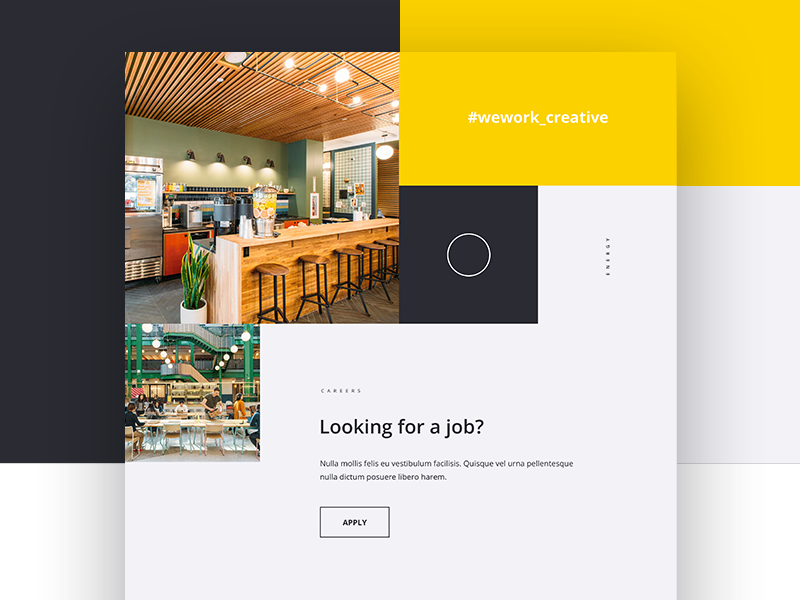 #wework_creative
ENERGY
CAREERS
Looking for a job?
Nulla mollis felis eu vestibulum facilisis. Quisque vel urna pellentesque
nulla dictum posuere libero harem.
APPLY